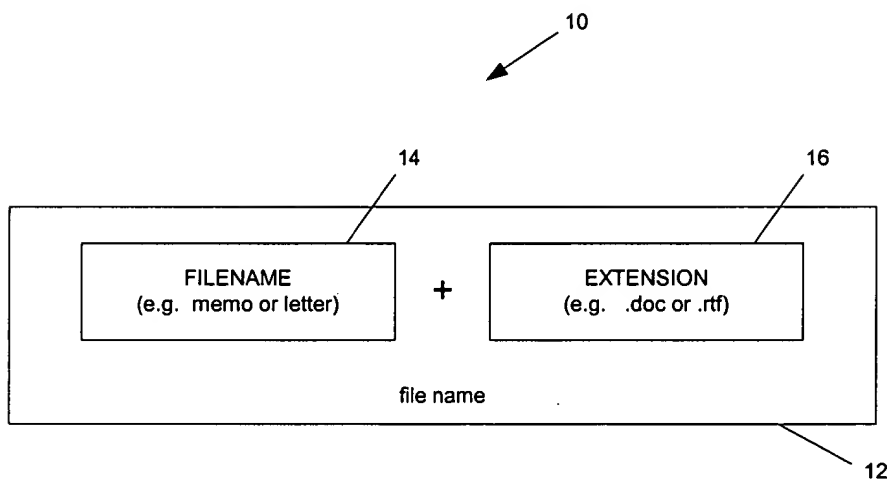 10
14
16
FILENAME
(e.g. memo or letter)
+
EXTENSION
(e.g. .doc or .rtf)
file name
12